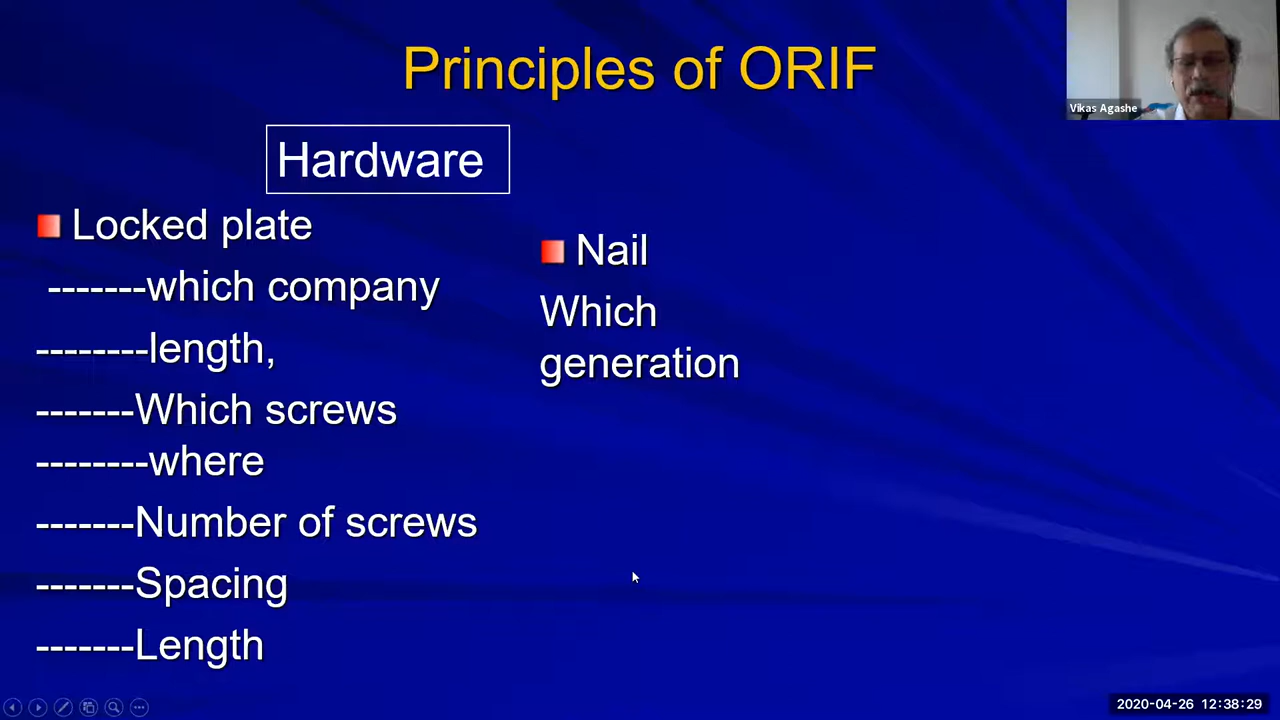 Principles of ORIF
Vikas Agashe
Hardware
Locked plate
-------which company
--------length,
-------Which screws
--------where
-------Number of screws
-------Spacing
-------Length
Nail
Which
generation
2020-04-26 12:38:29